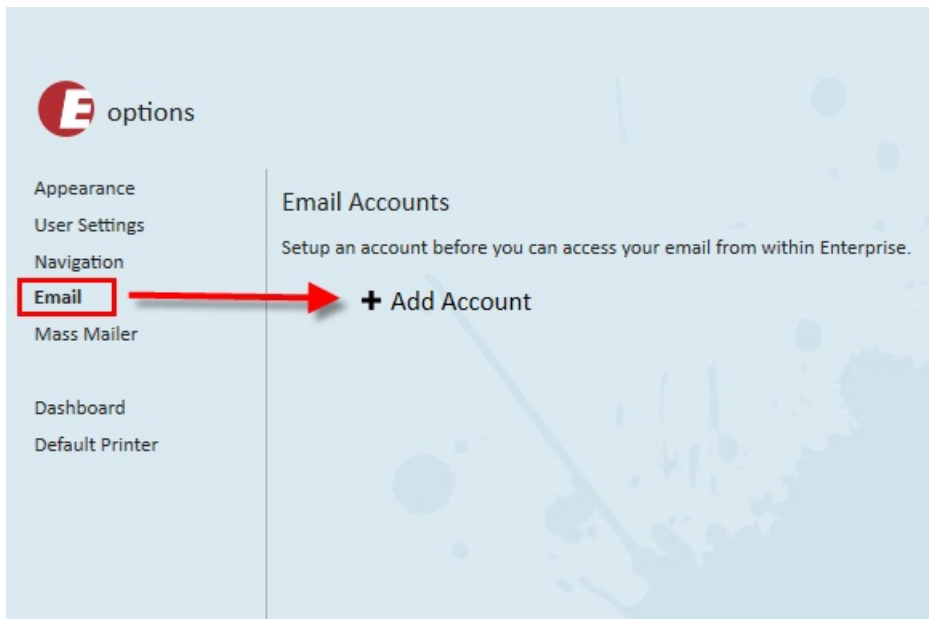 E options
Appearance
User Settings
Navigation
Email
Mass Mailer
Dashboard
Default Printer
Email Accounts
Setup an account before you can access your email from within Enterprise.
+ Add Account